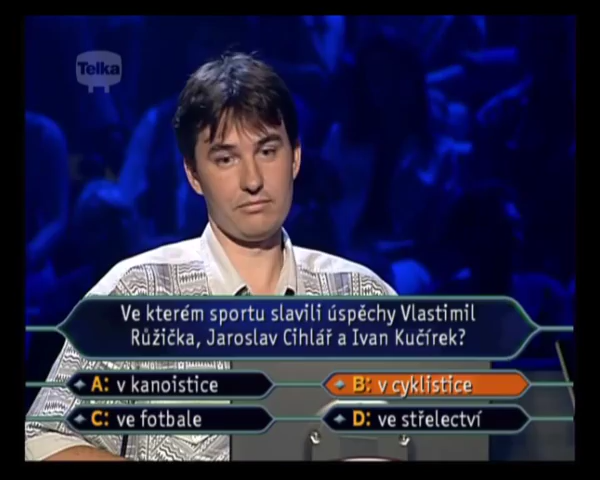 Telka
Ve kterém sportu slavili úspěchy Vlastimil
Růžička, Jaroslav Cihlář a Ivan Kučírek?
A: v kanoistice
B: v cyklistice
C: ve fotbale
D: ve střelectví